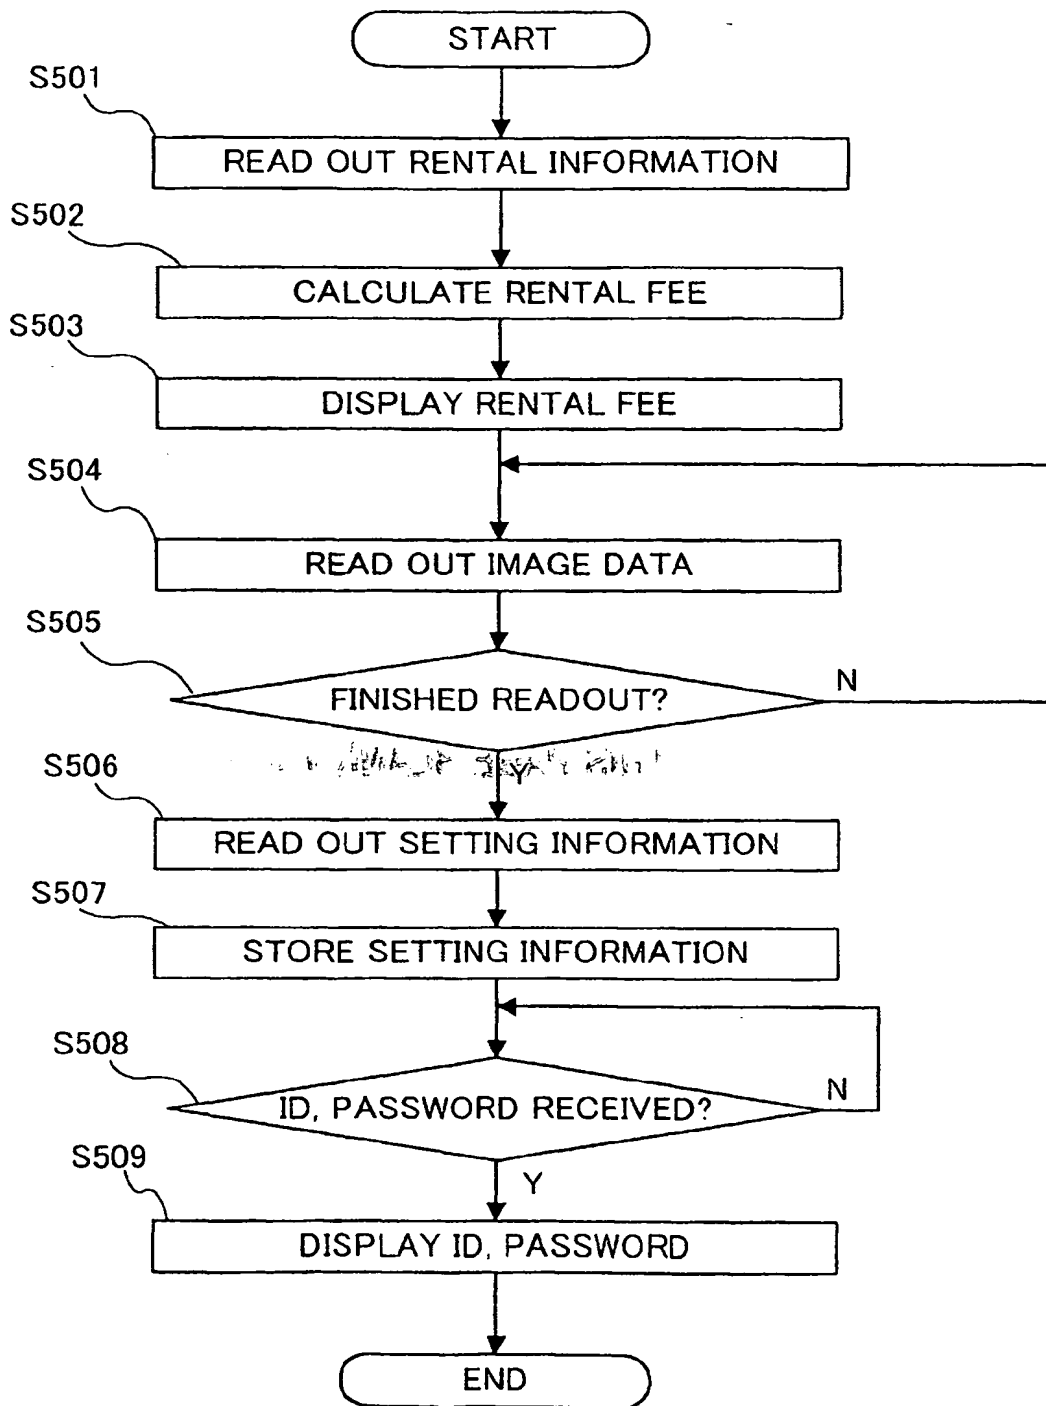 START
S501
READ OUT RENTAL INFORMATION
S502
CALCULATE RENTAL FEE
S503
DISPLAY RENTAL FEE
S504
READ OUT IMAGE DATA
S505
FINISHED READOUT?
N
Y
S506
READ OUT SETTING INFORMATION
S507
STORE SETTING INFORMATION
S508
ID, PASSWORD RECEIVED?
N
Y
S509
DISPLAY ID, PASSWORD
END